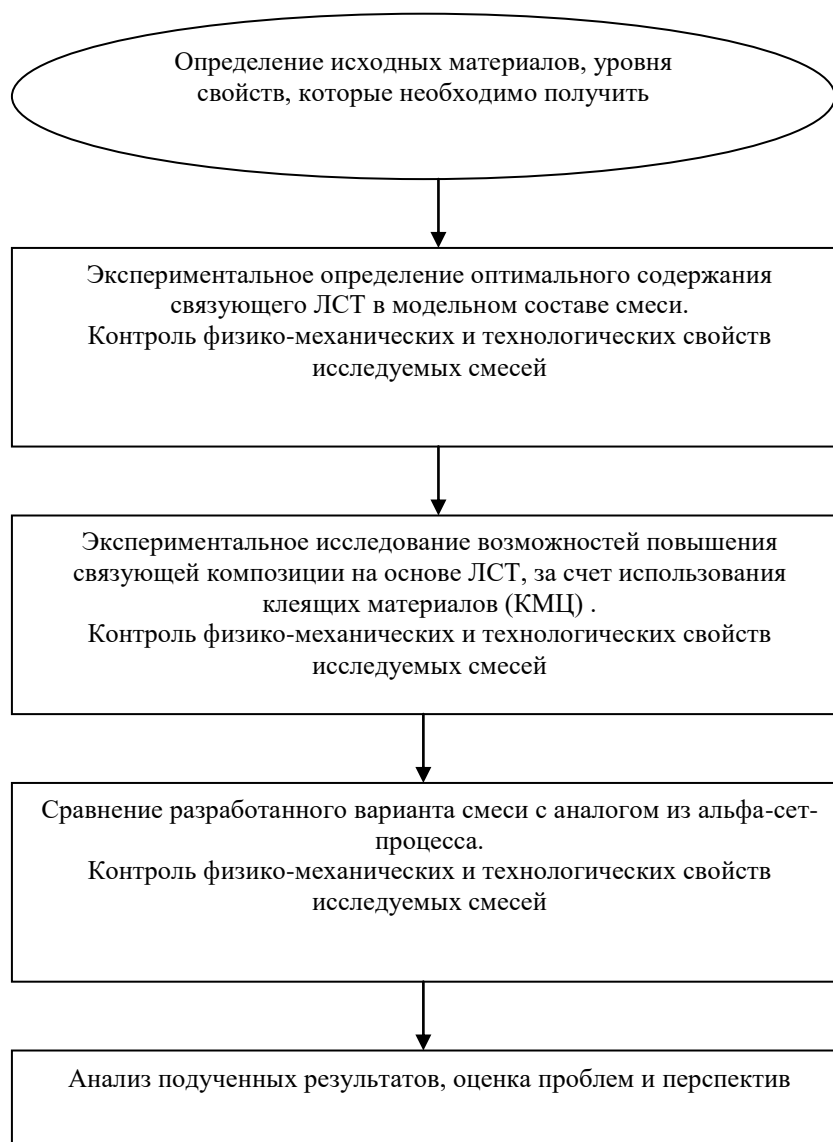 Определение исходных материалов, уровня
свойств, которые необходимо получить
Экспериментальное определение оптимального содержания
связующего ЛСТ в модельном составе смеси.
Контроль физико-механических и технологических свойств
исследуемых смесей
Экспериментальное исследование возможностей повышения
связующей композиции на основе ЛСТ, за счет использования
клеящих материалов (КМЦ) .
Контроль физико-механических и технологических свойств
исследуемых смесей
Сравнение разработанного варианта смеси с аналогом из альфа-сет-
процесса.
Контроль физико-механических и технологических свойств
исследуемых смесей
Анализ подученных результатов, оценка проблем и перспектив